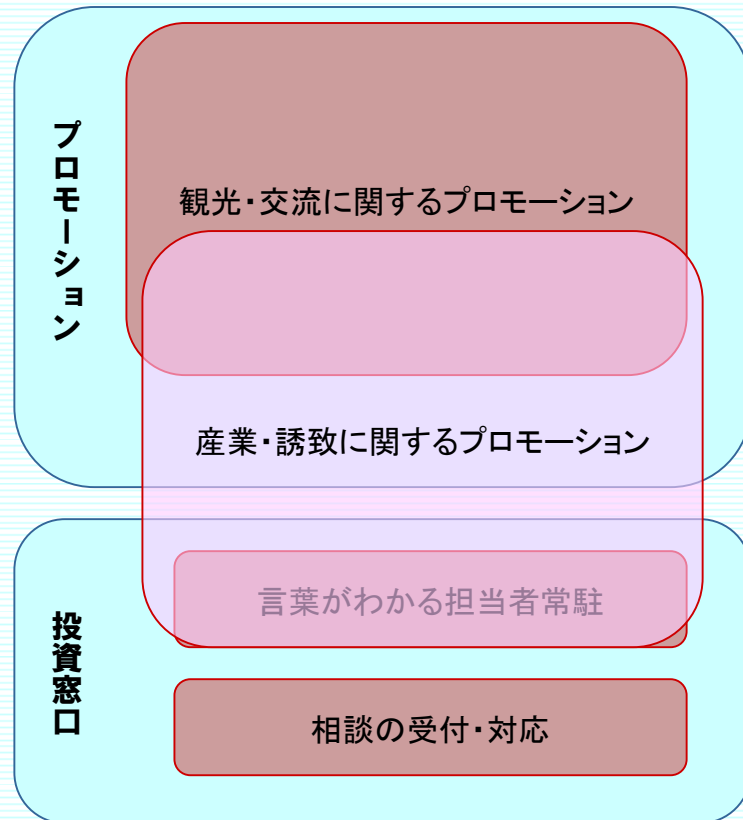 プロモーション
観光・交流に関するプロモーション
産業・誘致に関するプロモーション
投資窓口
言葉がわかる担当者常駐
相談の受付・対応